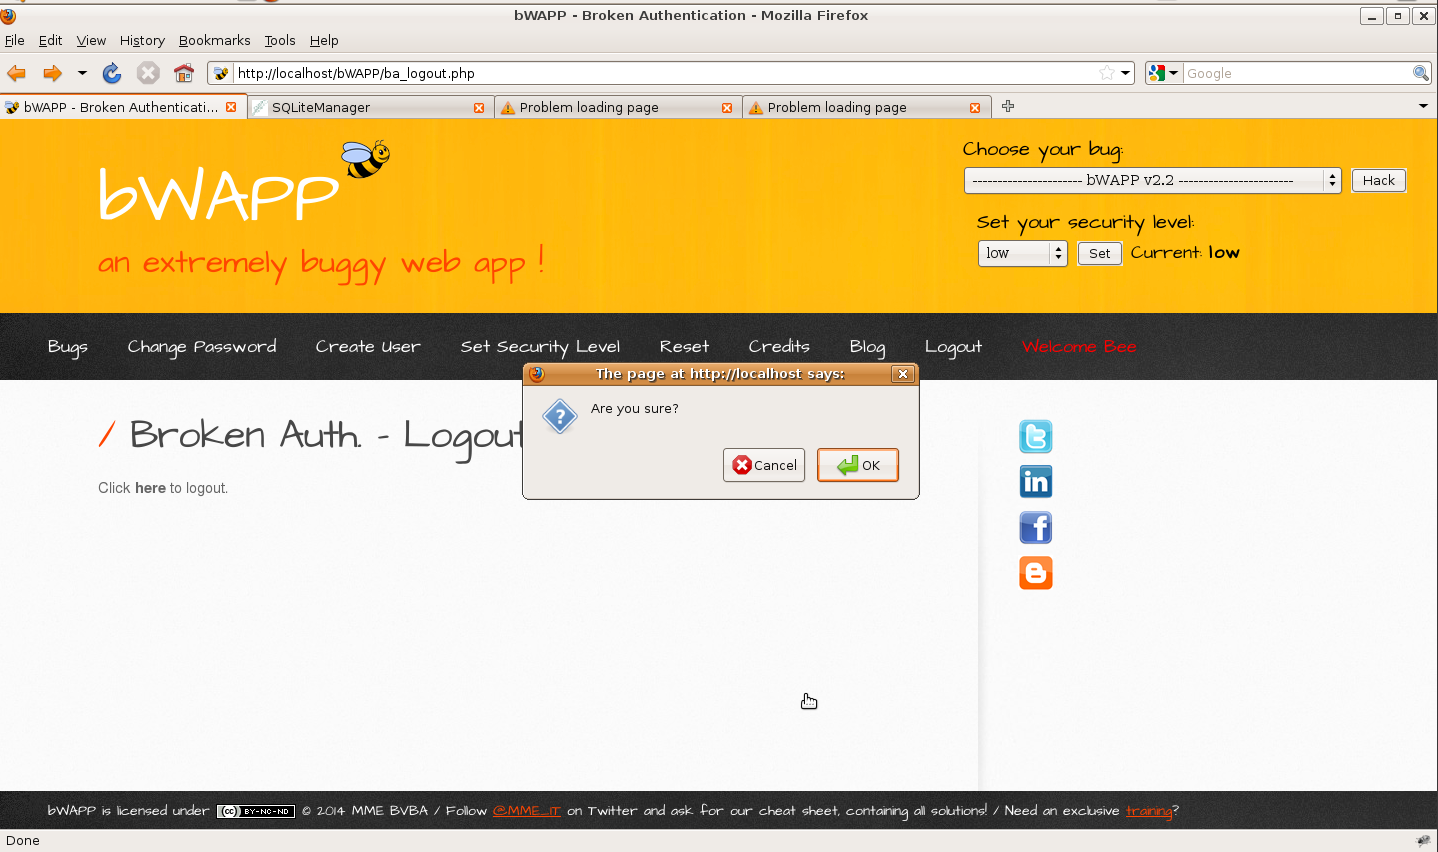 bWAPP - Broken Authentication - Mozilla Firefox
File Edit View History Bookmarks Tools Help
http://localhost/bWAPP/ba_logout.php
Google
bWAPP - Broken Authenticati...
SQLiteManager
Problem loading page
Problem loading page
bWAPP
an extremely buggy web app !
Choose your bug:
---------------------- bWAPP v2.2 -----------------------
Hack
Set your security level:
low
Set
Current: low
Bugs Change Password Create User Set Security Level Reset Credits Blog Logout Welcome Bee
The page at http://localhost says:
Are you sure?
Cancel
OK
/ Broken Auth. - Logout
Click here to logout.
bWAPP is licensed under BY-NC-ND © 2014 MME BVBA / Follow @MME_IT on Twitter and ask for our cheat sheet, containing all solutions! / Need an exclusive training?
Done